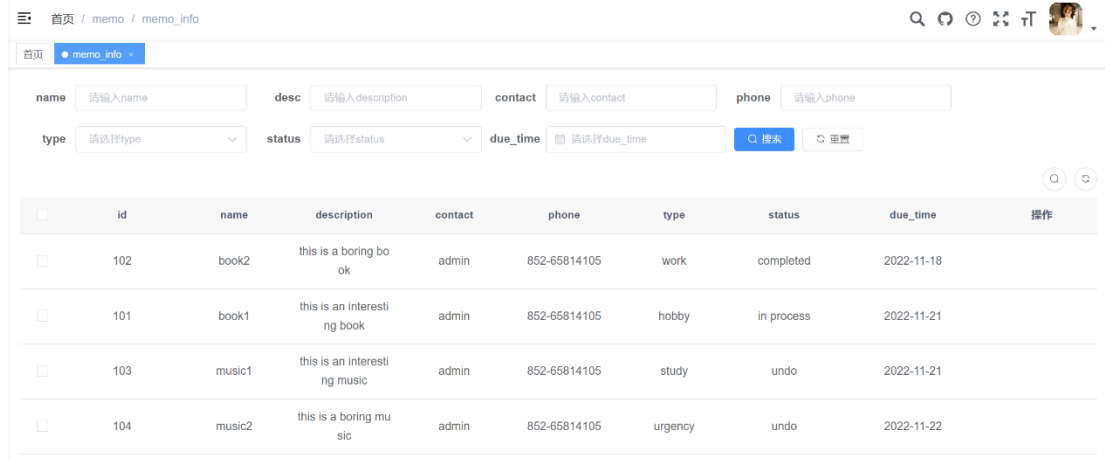 首页 / memo / memo_info
首页 memo_info ×
name 请输入name desc 请输入description contact 请输入contact phone 请输入phone
type 请选择type status 请选择status due_time 请选择due_time 搜索 重置
id name description contact phone type status due_time 操作
102 book2 this is a boring bo admin 852-65814105 work completed 2022-11-18
ok
101 book1 this is an interesti admin 852-65814105 hobby in process 2022-11-21
ng book
103 music1 this is an interesti admin 852-65814105 study undo 2022-11-21
ng music
104 music2 this is a boring mu admin 852-65814105 urgency undo 2022-11-22
sic